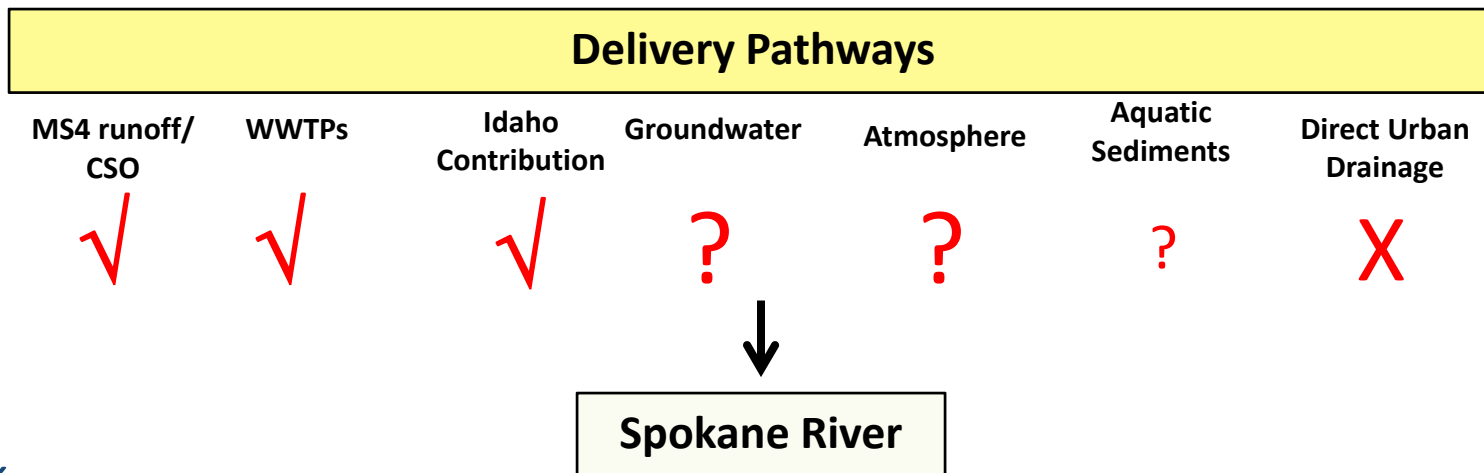 Delivery Pathways
MS4 runoff/
CSO
WWTPs
Idaho
Contribution
Groundwater
Atmosphere
Aquatic
Sediments
Direct Urban
Drainage
√ √ √ ? ? ? X
Spokane River